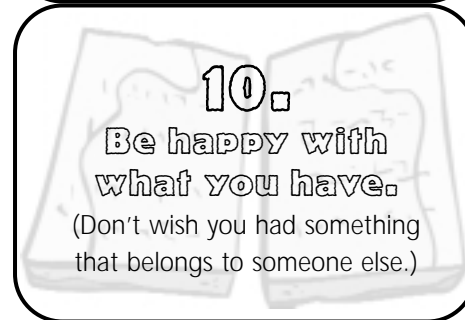 10.
Be happy with
what you have.
(Don't wish you had something
that belongs to someone else.)